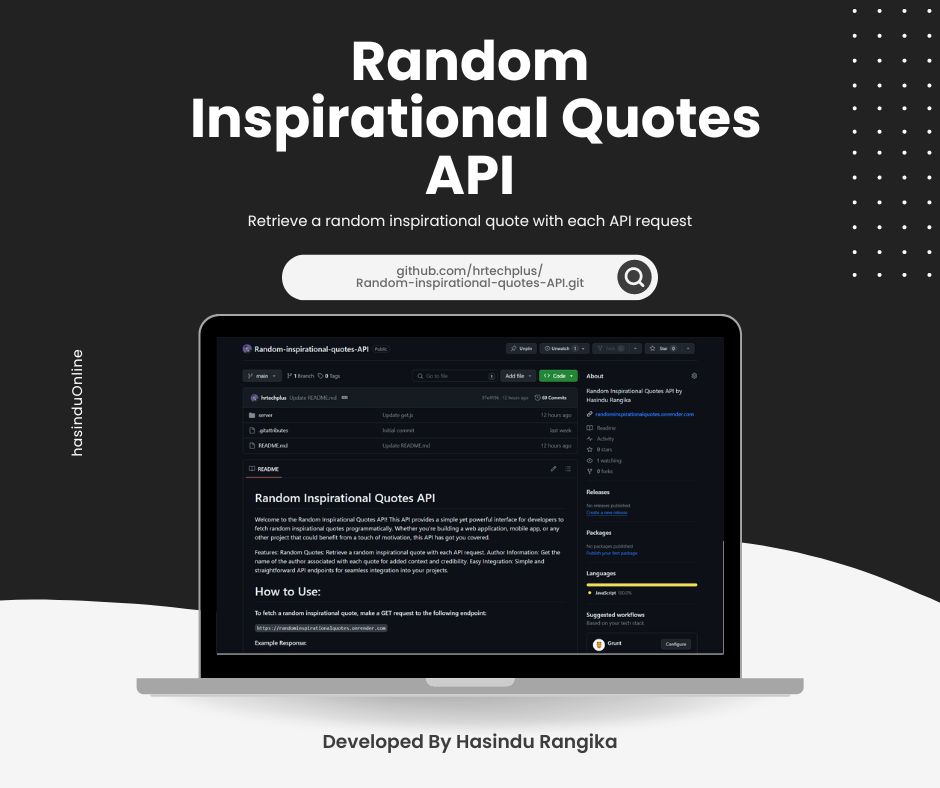 Random
Inspirational Quotes
API
Retrieve a random inspirational quote with each API request
github.com/hrtechplus/
Random-inspirational-quotes-API.git
hasinduOnline
Random-inspirational-quotes-API Public
Unpin Unwatch 1 Star 0
main 1 Branch 0 Tags Go to file t Add file Code
hrtechplus Update README.md 12 hours ago 69 Commits
server Update get.js 12 hours ago
.gitattributes Initial commit last week
README.md Update README.md 12 hours ago
README
Random Inspirational Quotes API
Welcome to the Random Inspirational Quotes API! This API provides a simple yet powerful interface for developers to
fetch random inspirational quotes programmatically. Whether you're building a web application, mobile app, or any
other project that could benefit from a touch of motivation, this API has got you covered.
Features: Random Quotes: Retrieve a random inspirational quote with each API request. Author Information: Get the
name of the author associated with each quote for added context and credibility. Easy Integration: Simple and
straightforward API endpoints for seamless integration into your projects.
How to Use:
To fetch a random inspirational quote, make a GET request to the following endpoint:
https://randominspirationalquotes.onrender.com
Example Response:
About
Random Inspirational Quotes API by
Hasindu Rangika
randominspirationalquotes.onrender.com
Readme
Activity
0 stars
1 watching
0 forks
Releases
No releases published
Create a new release
Packages
No packages published
Publish your first package
Languages
JavaScript 100.0%
Suggested workflows
Based on your tech stack
Grunt Configure
Developed By Hasindu Rangika